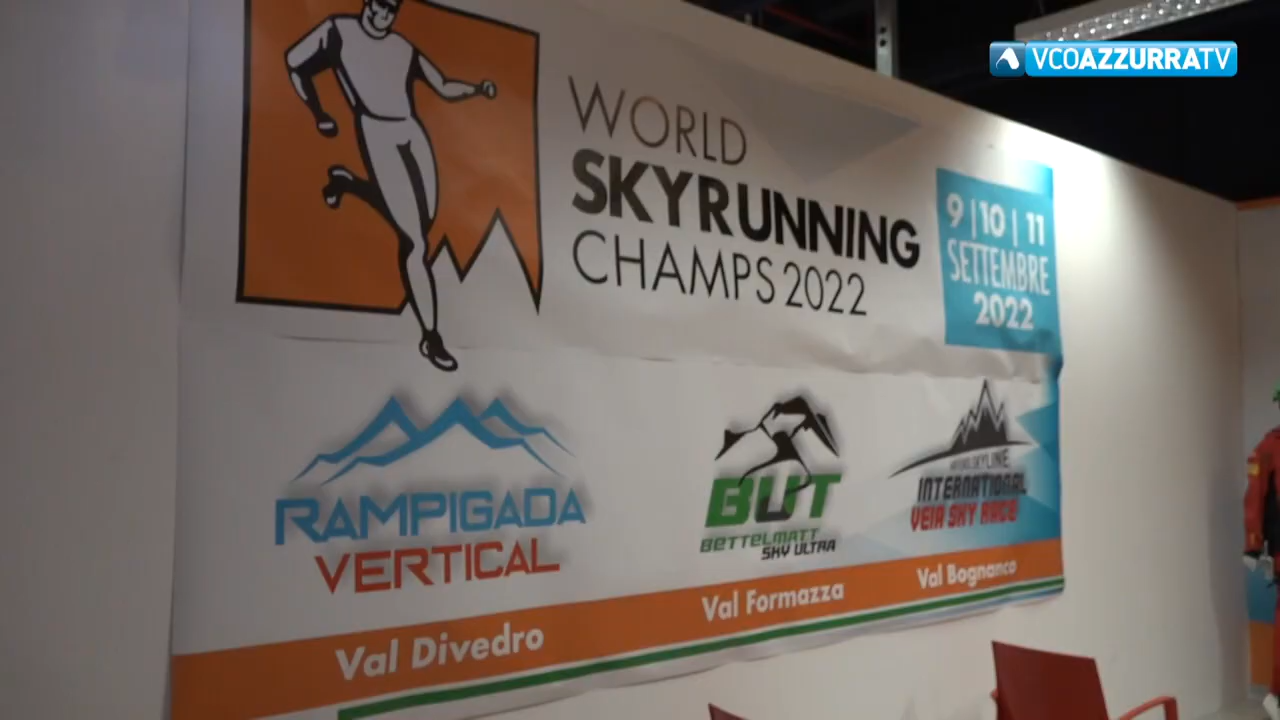 VCOAZZURRATV
WORLD
SKYRUNNING
CHAMPS 2022
9 | 10 | 11
SETTEMBRE
2022
RAMPIGADA
VERTICAL
BUT
BETTELMATT
SKY ULTRA
SKYLINE
INTERNATIONAL
VEIA SKY RACE
Val Divedro
Val Formazza
Val Bognanco